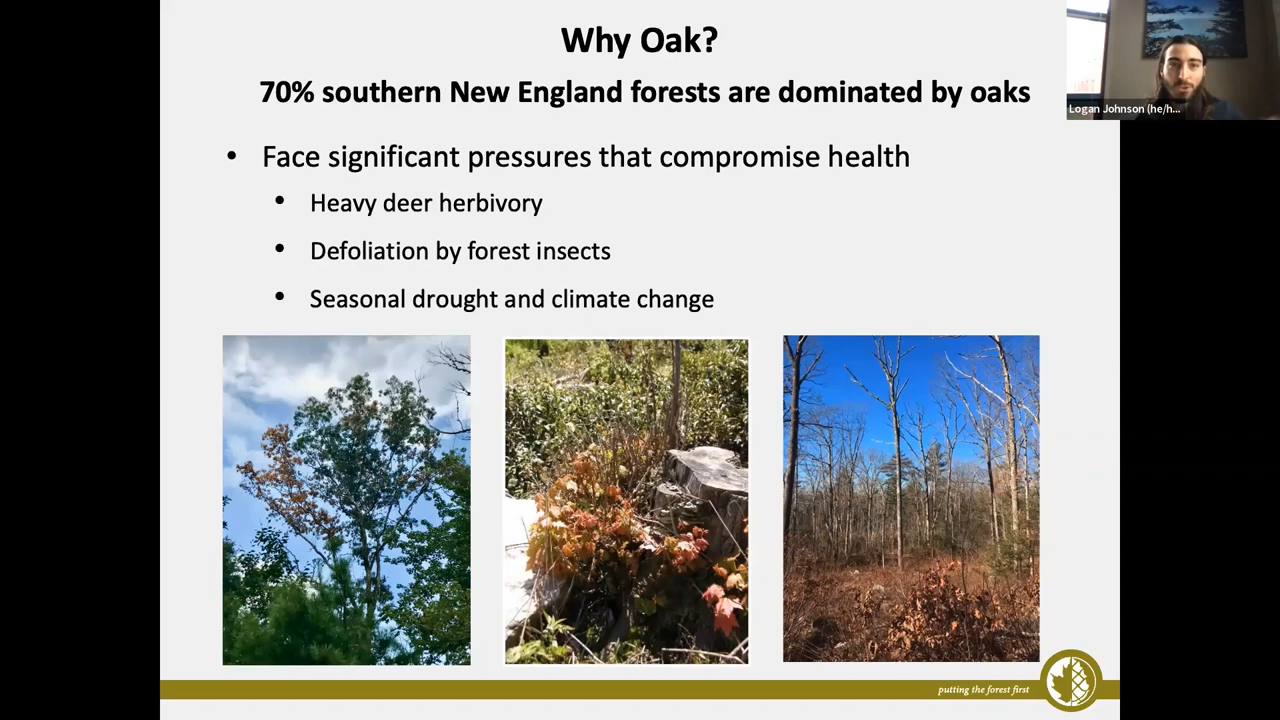 Why Oak?
70% southern New England forests are dominated by oaks
• Face significant pressures that compromise health
• Heavy deer herbivory
• Defoliation by forest insects
• Seasonal drought and climate change
Logan Johnson (he/h...
putting the forest first